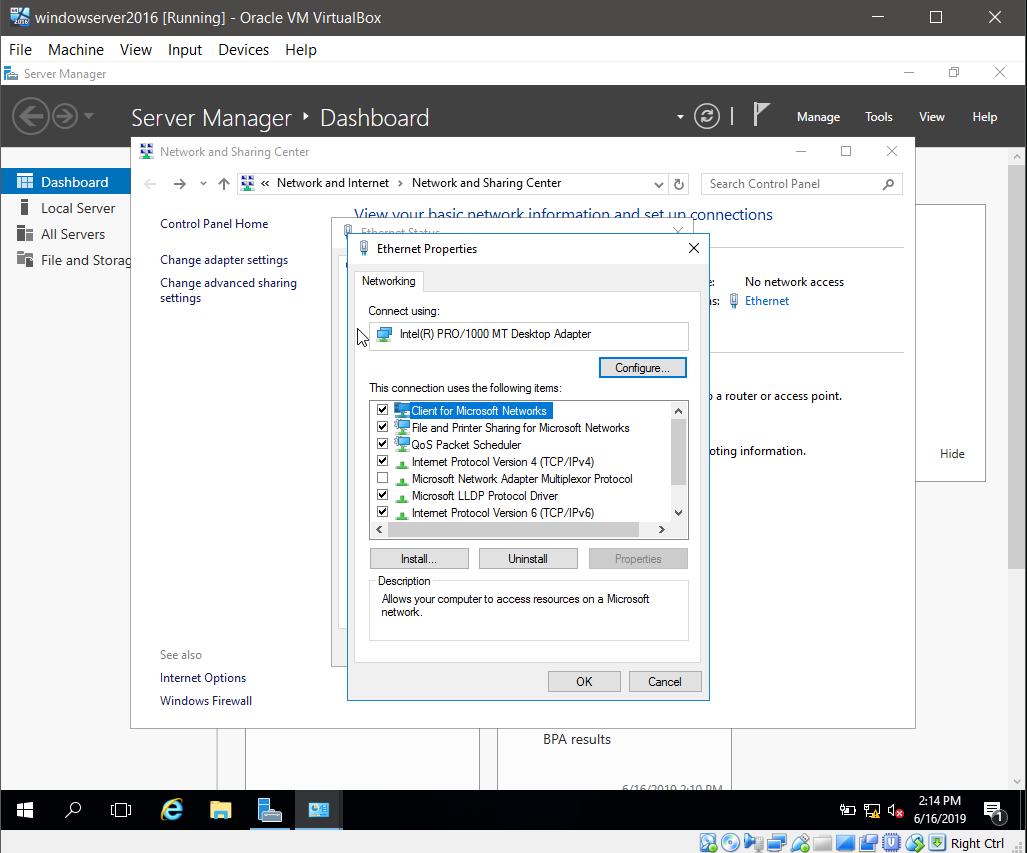 windowserver2016 [Running] - Oracle VM VirtualBox
File Machine View Input Devices Help
Server Manager
Server Manager ‣ Dashboard
Manage Tools View Help
Network and Sharing Center
« Network and Internet › Network and Sharing Center
Search Control Panel
Dashboard
Local Server
All Servers
File and Storag
Control Panel Home
Change adapter settings
Change advanced sharing
settings
View your basic network information and set up connections
Ethernet Status
Ethernet Properties
Networking
Connect using:
Intel(R) PRO/1000 MT Desktop Adapter
Configure...
This connection uses the following items:
Client for Microsoft Networks
File and Printer Sharing for Microsoft Networks
QoS Packet Scheduler
Internet Protocol Version 4 (TCP/IPv4)
Microsoft Network Adapter Multiplexor Protocol
Microsoft LLDP Protocol Driver
Internet Protocol Version 6 (TCP/IPv6)
Install... Uninstall Properties
Description
Allows your computer to access resources on a Microsoft
network.
OK Cancel
e: No network access
ns: Ethernet
o a router or access point.
oting information.
Hide
See also
Internet Options
Windows Firewall
BPA results
6/16/2019 2:10 PM
2:14 PM
6/16/2019
1
Right Ctrl